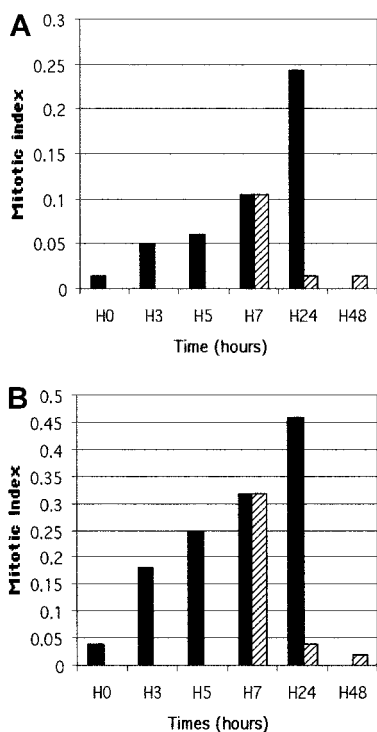 A
Mitotic index
0.3
0.25
0.2
0.15
0.1
0.05
0
H0 H3 H5 H7 H24 H48
Time (hours)
B
Mitotic Index
0.5
0.45
0.4
0.35
0.3
0.25
0.2
0.15
0.1
0.05
0
H0 H3 H5 H7 H24 H48
Times (hours)